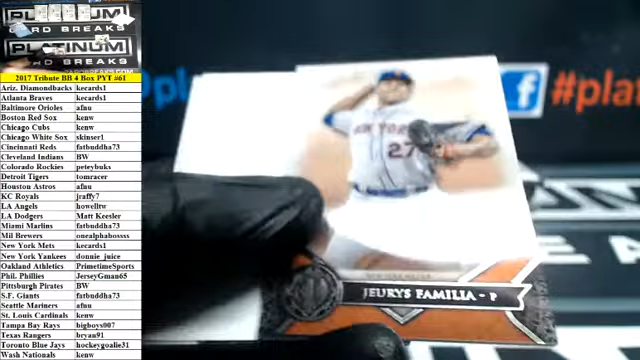 PLATINUM
CARD BREAKS
PLATINUM
CARD BREAKS
2017 Tribute BB 4 Box PYT #61
Ariz. Diamondbacks kecards1
Atlanta Braves kecards1
Baltimore Orioles afnu
Boston Red Sox kenw
Chicago Cubs kenw
Chicago White Sox skinser1
Cincinnati Reds fatbuddha73
Cleveland Indians BW
Colorado Rockies peteybuks
Detroit Tigers tomracer
Houston Astros afnu
KC Royals jraffy7
LA Angels howelltw
LA Dodgers Matt Keesler
Miami Marlins fatbuddha73
Mil Brewers onealphabossss
New York Mets kecards1
New York Yankees donnie_juice
Oakland Athletics PrimetimeSports
Phil. Phillies JerseyGman65
Pittsburgh Pirates BW
S.F. Giants fatbuddha73
Seattle Mariners afnu
St. Louis Cardinals kenw
Tampa Bay Rays bigboys007
Texas Rangers bryan91
Toronto Blue Jays hockeygoalie31
Wash Nationals kenw
f #plat
NEW YORK
27
NEW YORK METS
JEURYS FAMILIA - P